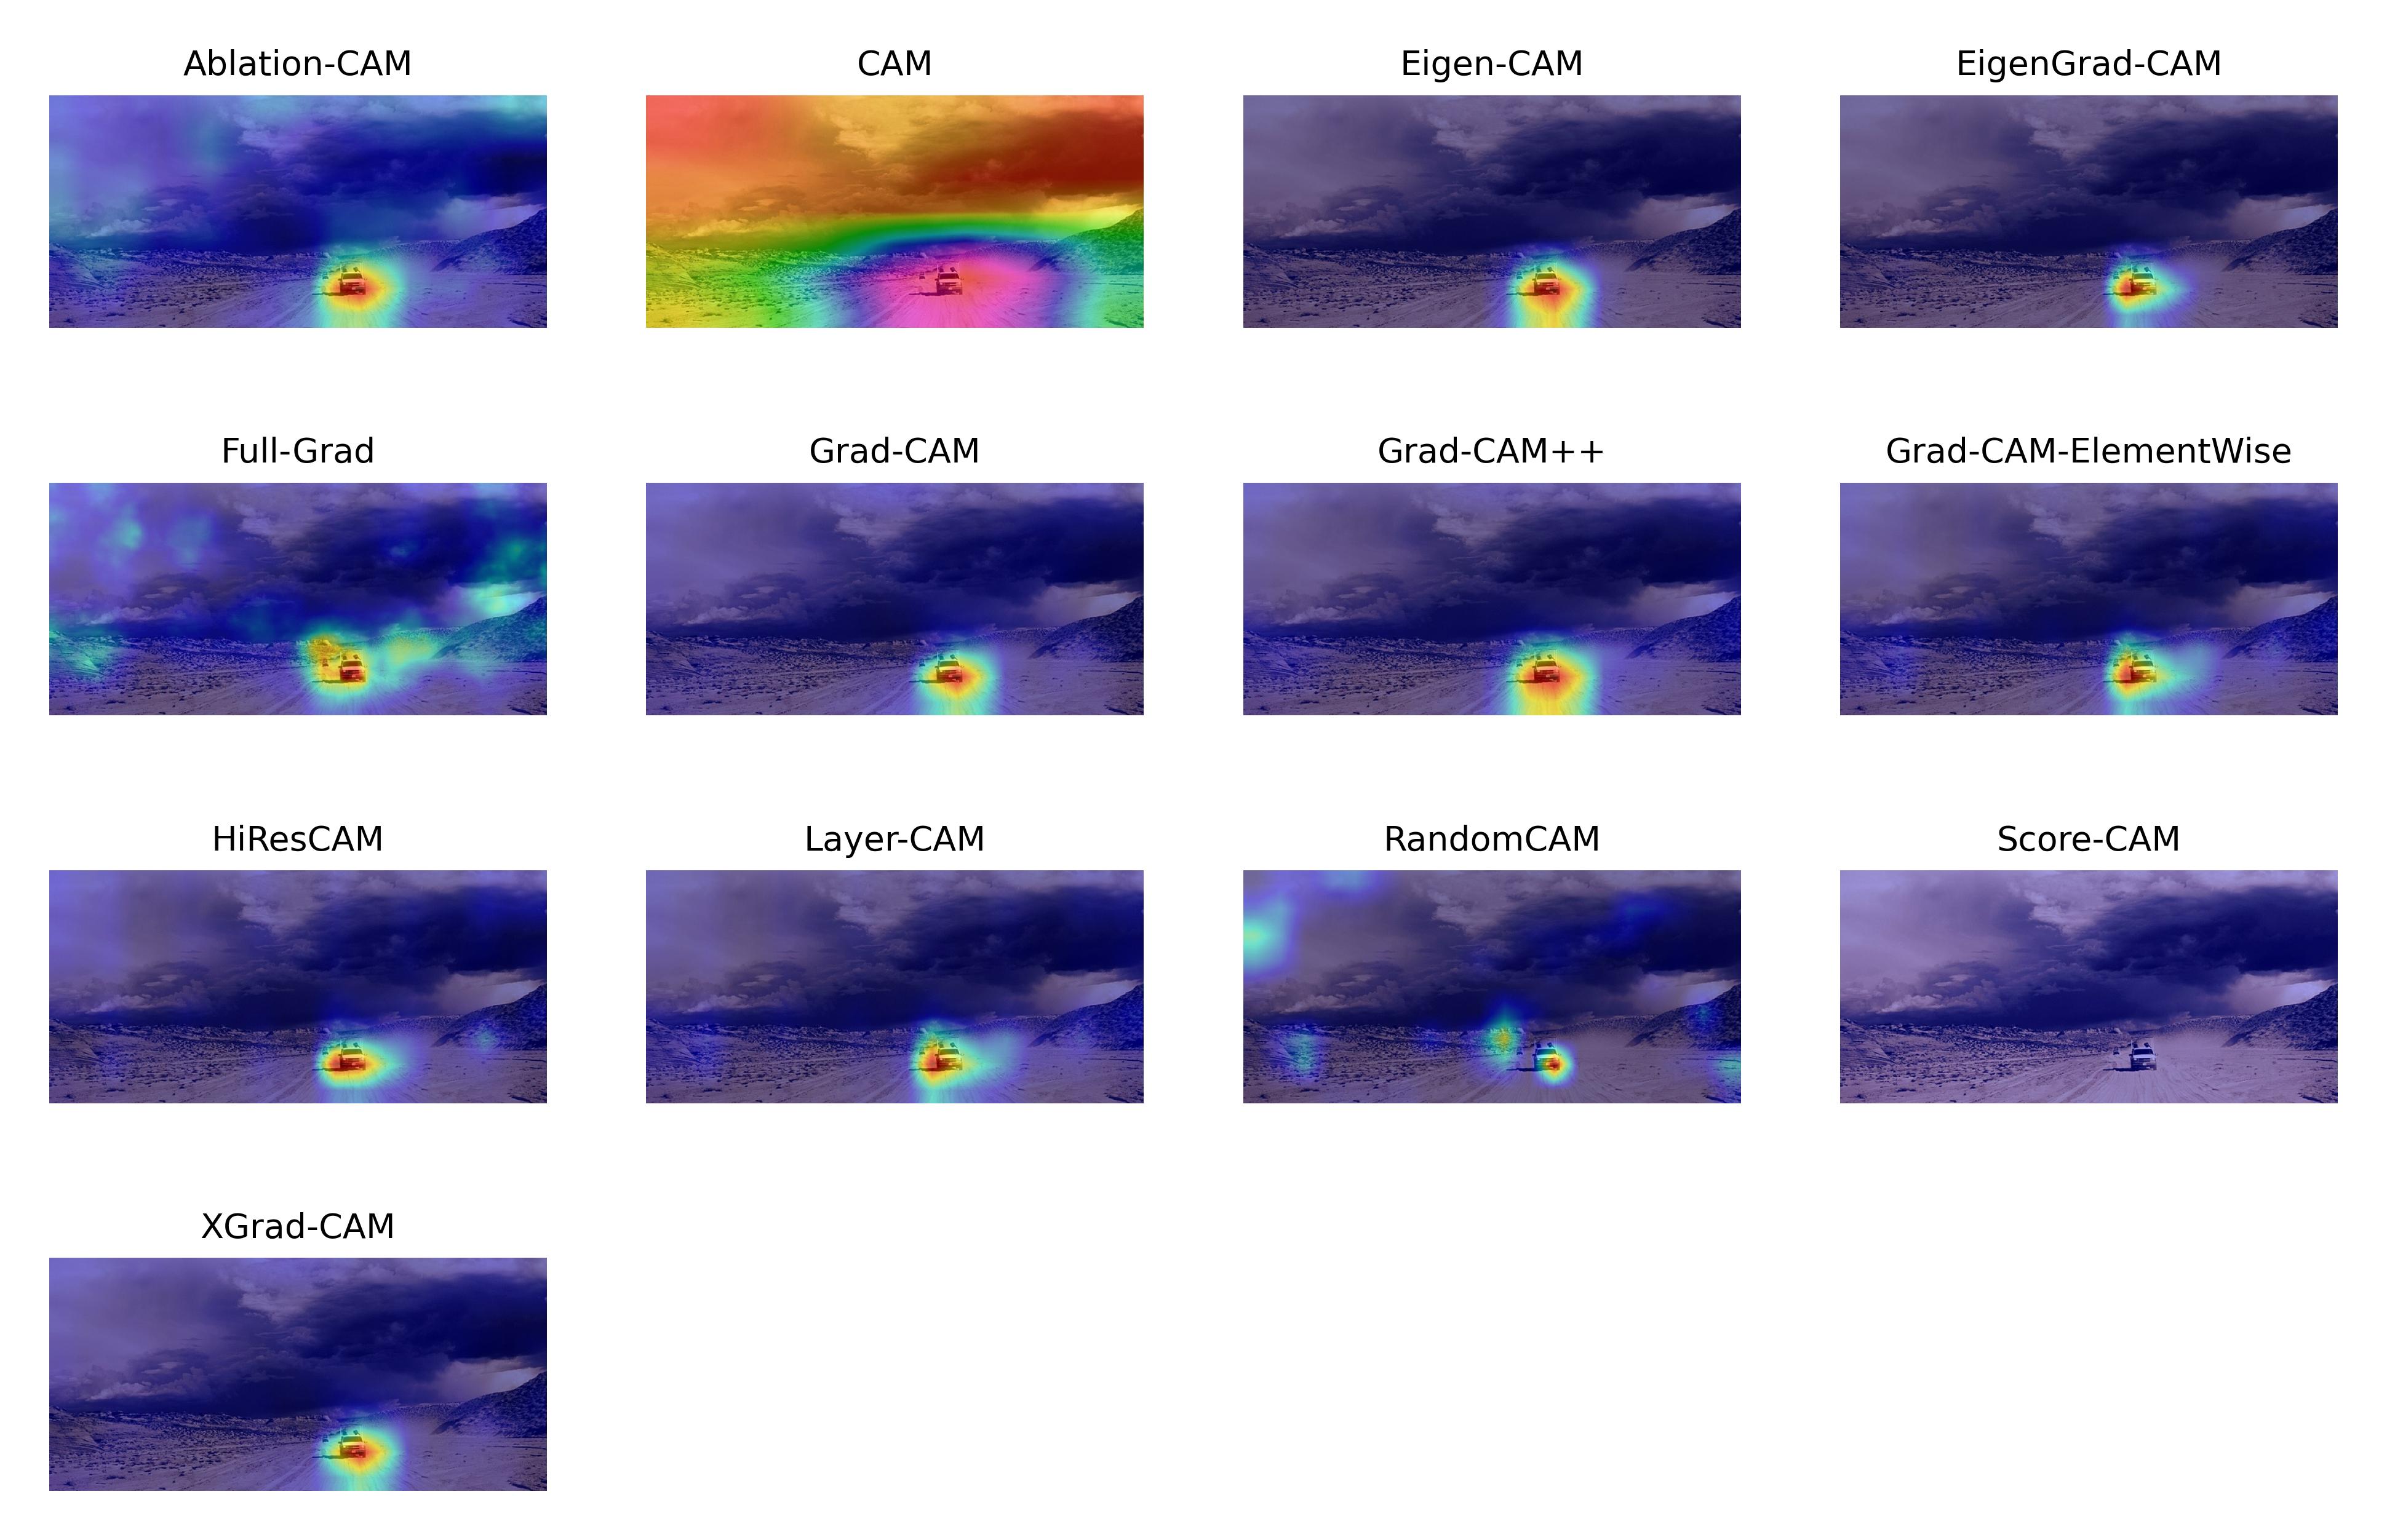 Ablation-CAM
CAM
Eigen-CAM
EigenGrad-CAM
Full-Grad
Grad-CAM
Grad-CAM++
Grad-CAM-ElementWise
HiResCAM
Layer-CAM
RandomCAM
Score-CAM
XGrad-CAM